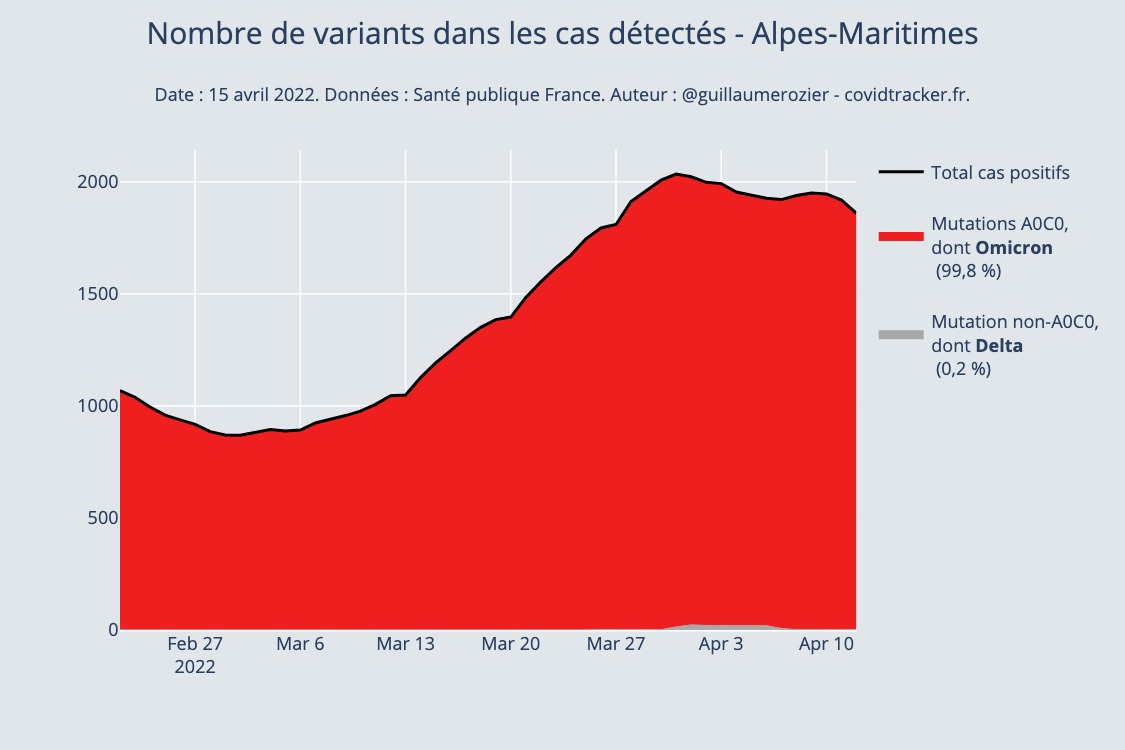 Nombre de variants dans les cas détectés - Alpes-Maritimes
Date : 15 avril 2022. Données : Santé publique France. Auteur : @guillaumerozier - covidtracker.fr.
2000
1500
1000
500
0
Feb 27
2022
Mar 6
Mar 13
Mar 20
Mar 27
Apr 3
Apr 10
Total cas positifs
Mutations A0C0,
dont Omicron
(99,8 %)
Mutation non-A0C0,
dont Delta
(0,2 %)